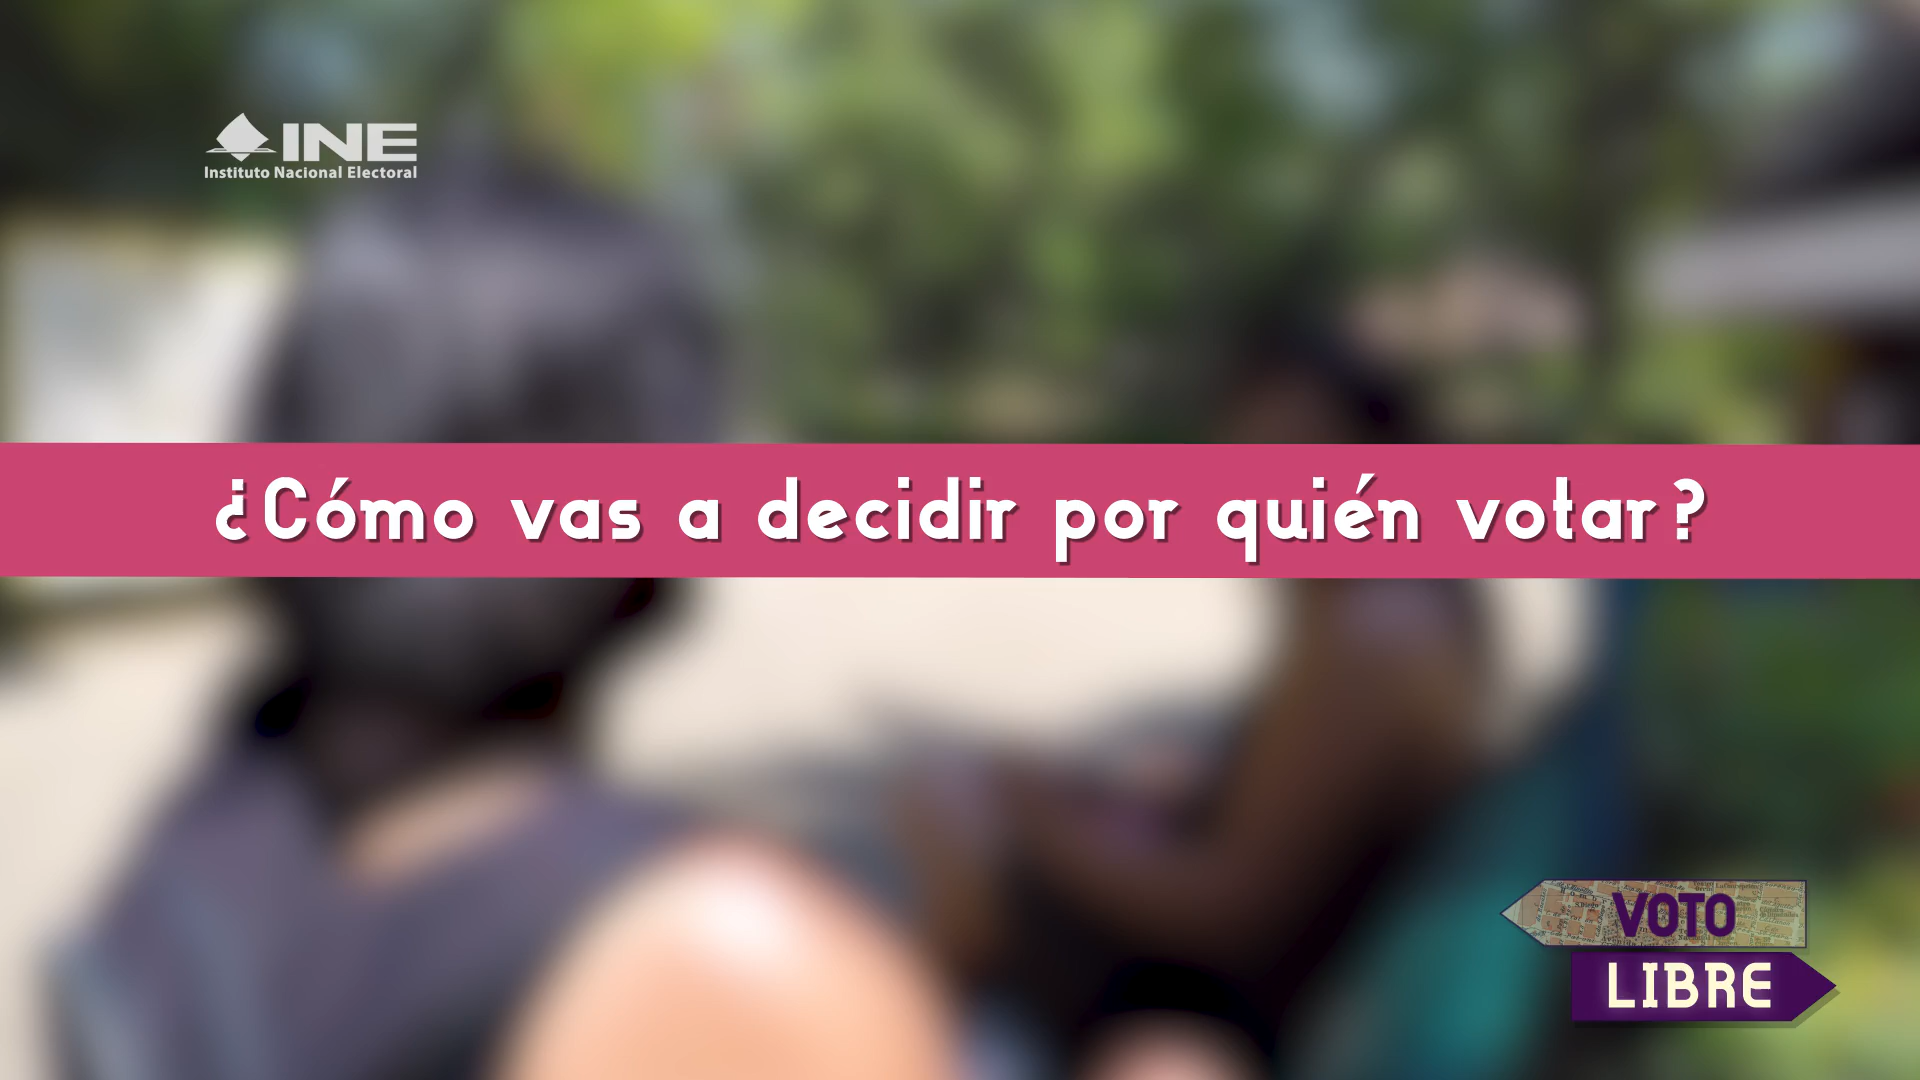 INE
Instituto Nacional Electoral
¿Cómo vas a decidir por quién votar?
VOTO
LIBRE